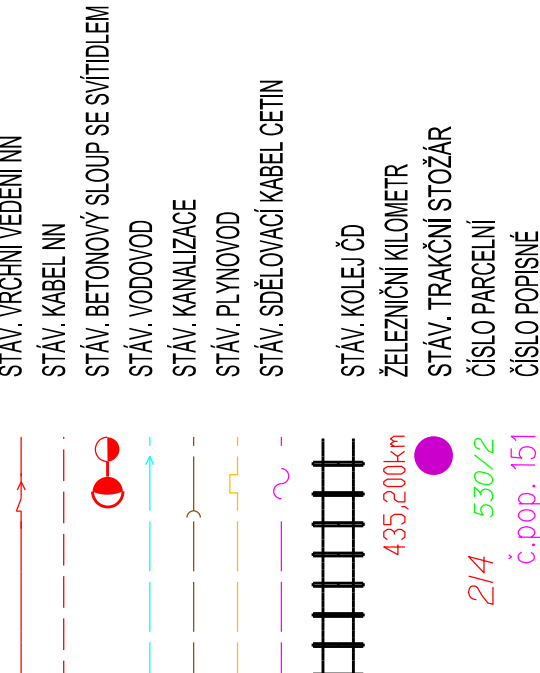 STÁV. VRCHNÍ VEDENÍ NN
STÁV. KABEL NN
STÁV. BETONOVÝ SLOUP SE SVÍTIDLEM
STÁV. VODOVOD
STÁV. KANALIZACE
STÁV. PLYNOVOD
STÁV. SDĚLOVACÍ KABEL CETIN
STÁV. KOLEJ ČD
435,200km ŽELEZNIČNÍ KILOMETR
STÁV. TRAKČNÍ STOŽÁR
214 530/2 ČÍSLO PARCELNÍ
č.pop. 151 ČÍSLO POPISNÉ